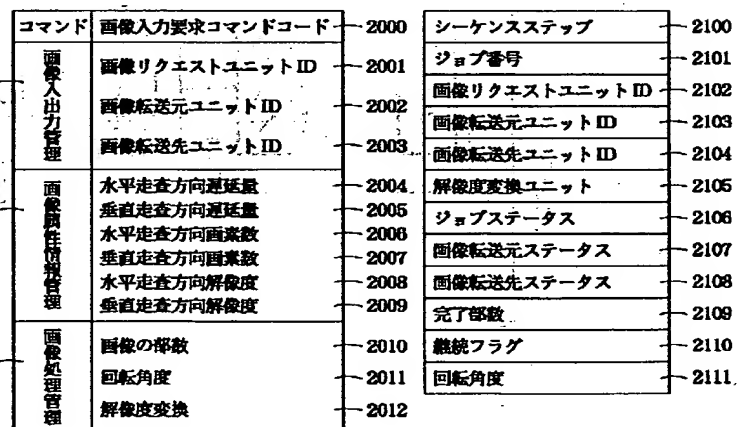 コマンド 画像入力要求コマンドコード 2000
画像入出力管理
画像リクエストユニットID 2001
画像転送元ユニットID 2002
画像転送先ユニットID 2003
画像属性情報管理
水平走査方向遅延量 2004
垂直走査方向遅延量 2005
水平走査方向画素数 2006
垂直走査方向画素数 2007
水平走査方向解像度 2008
垂直走査方向解像度 2009
画像処理管理
画像の部数 2010
回転角度 2011
解像度変換 2012
シーケンスステップ 2100
ジョブ番号 2101
画像リクエストユニットID 2102
画像転送元ユニットID 2103
画像転送先ユニットID 2104
解像度変換ユニット 2105
ジョブステータス 2106
画像転送元ステータス 2107
画像転送先ステータス 2108
完了部数 2109
継続フラグ 2110
回転角度 2111